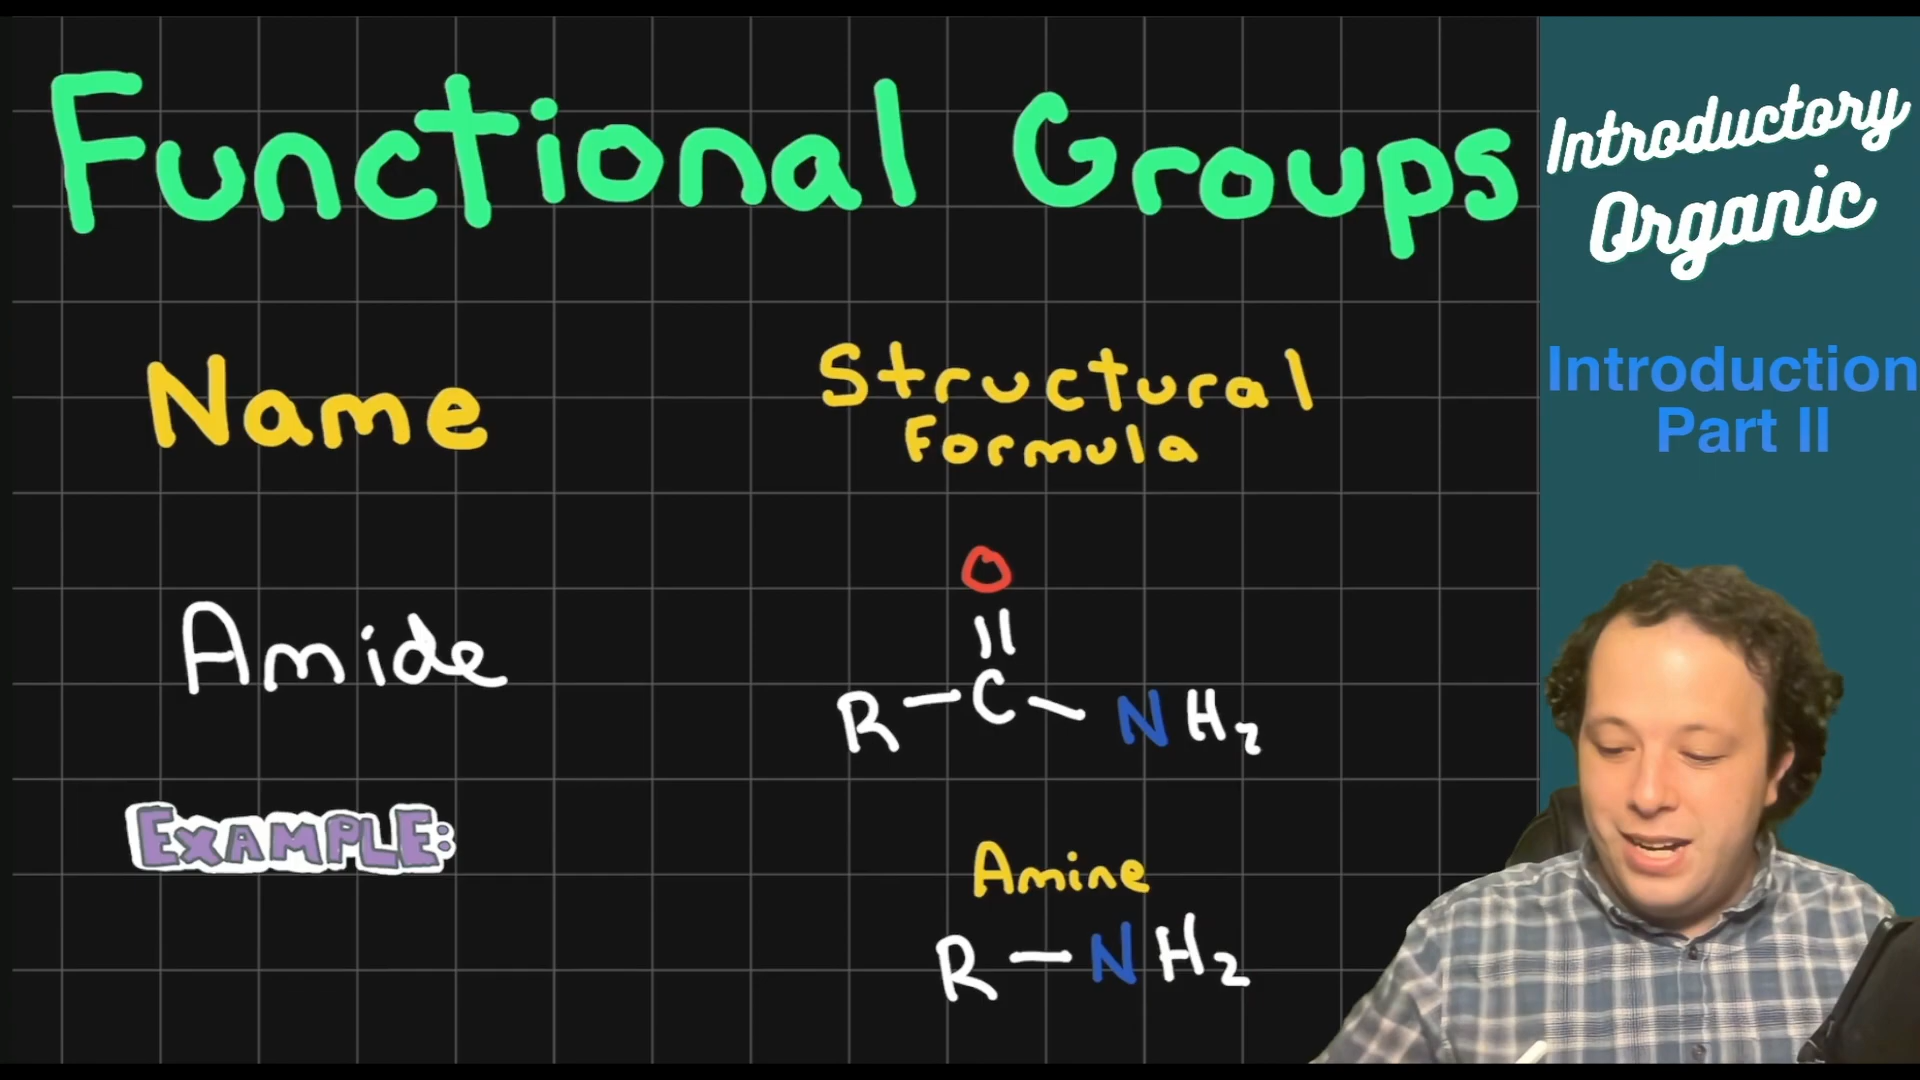 Functional Groups
Introductory
Organic
Introduction
Part II
Name
Structural
Formula
Amide
O
||
R-C-NH₂
EXAMPLE:
Amine
R-NH₂